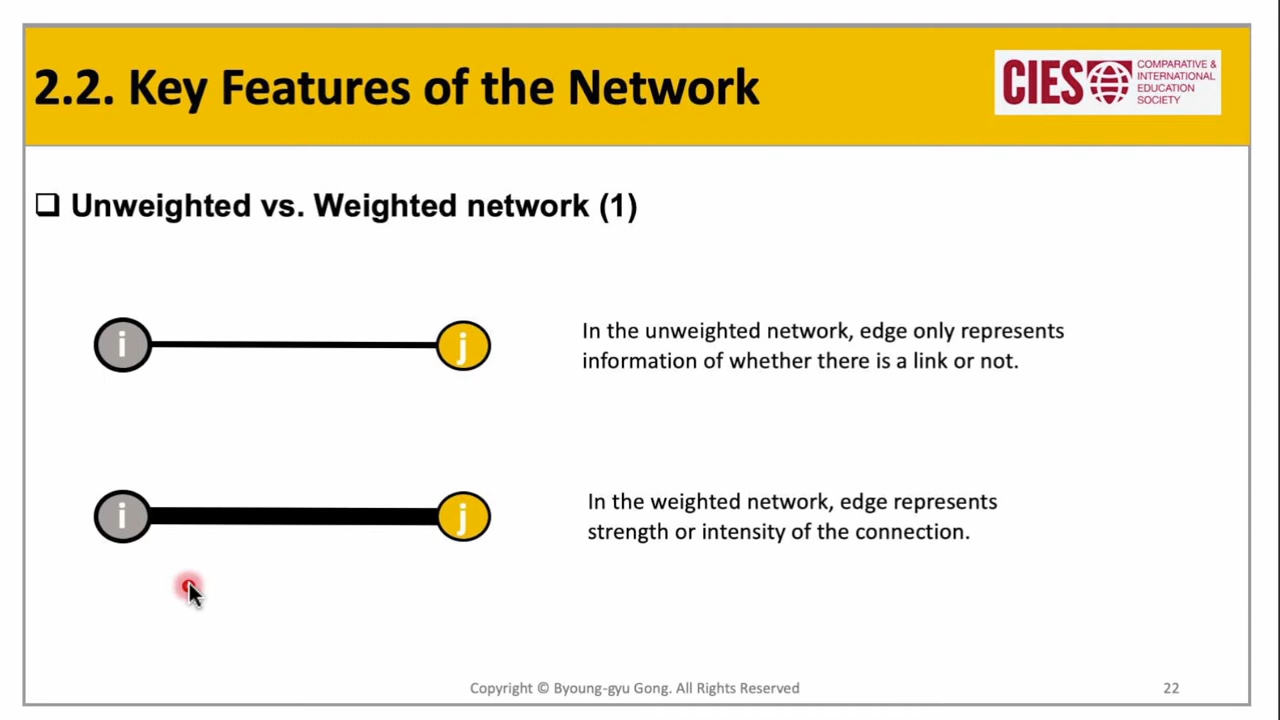 2.2. Key Features of the Network
CIES
COMPARATIVE &
INTERNATIONAL
EDUCATION
SOCIETY
❑ Unweighted vs. Weighted network (1)
i
j
In the unweighted network, edge only represents
information of whether there is a link or not.
i
j
In the weighted network, edge represents
strength or intensity of the connection.
Copyright © Byoung-gyu Gong. All Rights Reserved
22